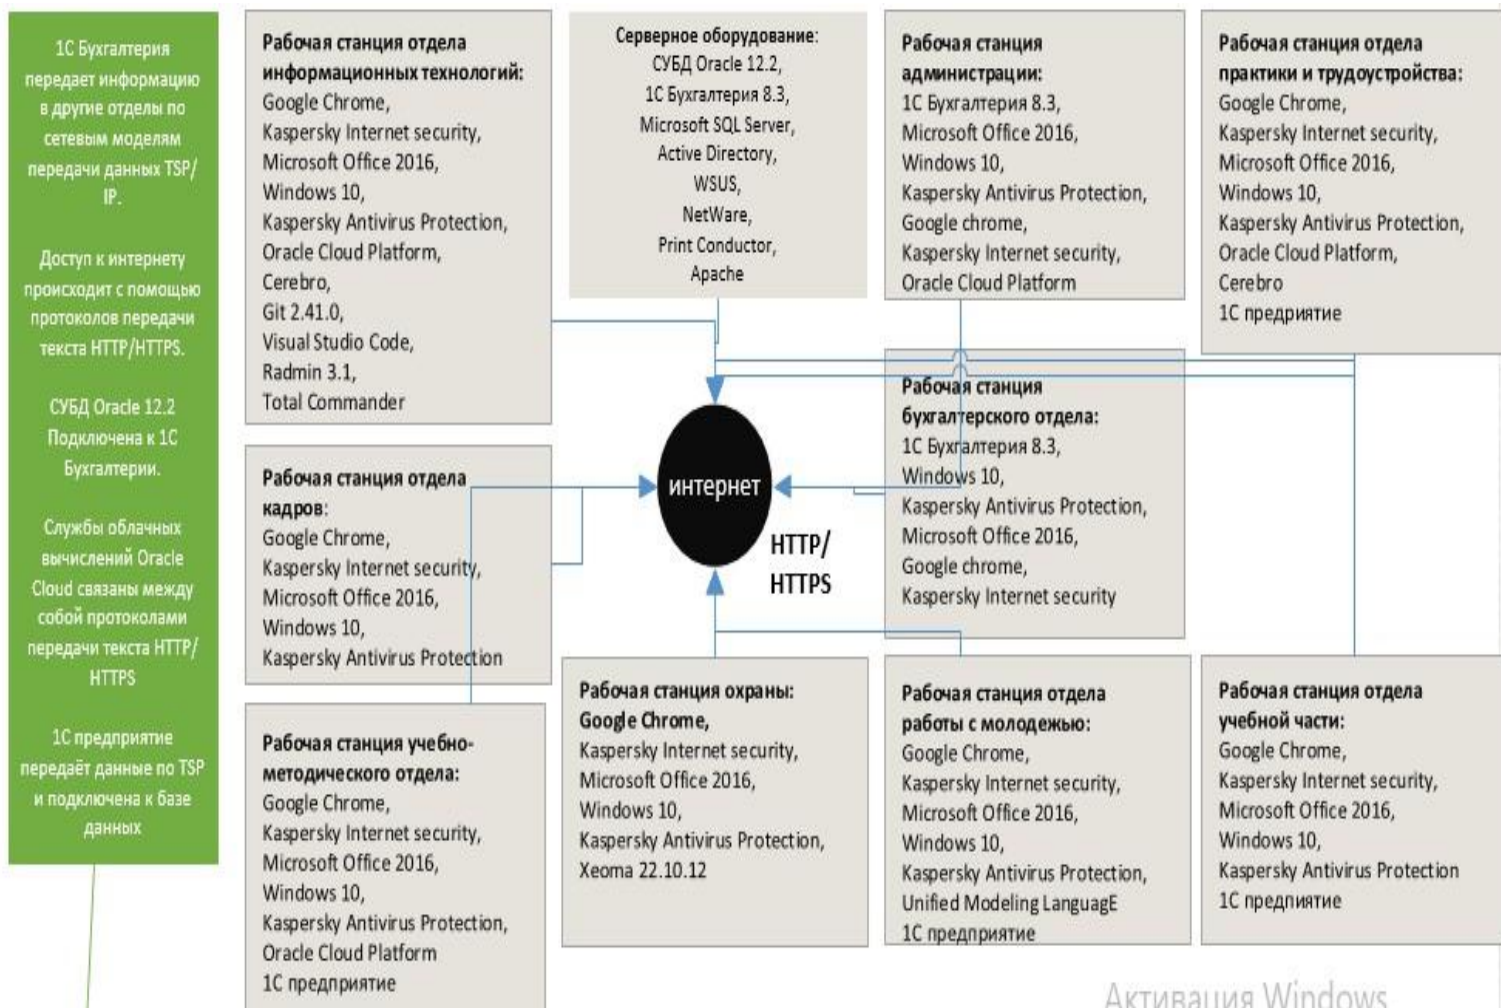 1С Бухгалтерия
передает информацию
в другие отделы по
сетевым моделям
передачи данных TSP/
IP.
Доступ к интернету
происходит с помощью
протоколов передачи
текста HTTP/HTTPS.
СУБД Oracle 12.2
Подключена к 1С
Бухгалтерии.
Службы облачных
вычислений Oracle
Cloud связаны между
собой протоколами
передачи текста HTTP/
HTTPS
1С предприятие
передаёт данные по TSP
и подключена к базе
данных
Рабочая станция отдела
информационных технологий:
Google Chrome,
Kaspersky Internet security,
Microsoft Office 2016,
Windows 10,
Kaspersky Antivirus Protection,
Oracle Cloud Platform,
Cerebro,
Git 2.41.0,
Visual Studio Code,
Radmin 3.1,
Total Commander
Серверное оборудование:
СУБД Oracle 12.2,
1С Бухгалтерия 8.3,
Microsoft SQL Server,
Active Directory,
WSUS,
NetWare,
Print Conductor,
Apache
Рабочая станция
администрации:
1С Бухгалтерия 8.3,
Microsoft Office 2016,
Windows 10,
Kaspersky Antivirus Protection,
Google chrome,
Kaspersky Internet security,
Oracle Cloud Platform
Рабочая станция отдела
практики и трудоустройства:
Google Chrome,
Kaspersky Internet security,
Microsoft Office 2016,
Windows 10,
Kaspersky Antivirus Protection,
Oracle Cloud Platform,
Cerebro
1С предриятие
Рабочая станция отдела
кадров:
Google Chrome,
Kaspersky Internet security,
Microsoft Office 2016,
Windows 10,
Kaspersky Antivirus Protection
интернет
HTTP/
HTTPS
Рабочая станция
бухгалтерского отдела:
1С Бухгалтерия 8.3,
Windows 10,
Kaspersky Antivirus Protection,
Microsoft Office 2016,
Google chrome,
Kaspersky Internet security
Рабочая станция учебно-
методического отдела:
Google Chrome,
Kaspersky Internet security,
Microsoft Office 2016,
Windows 10,
Kaspersky Antivirus Protection,
Oracle Cloud Platform
1С предприятие
Рабочая станция охраны:
Google Chrome,
Kaspersky Internet security,
Microsoft Office 2016,
Windows 10,
Kaspersky Antivirus Protection,
Xeoma 22.10.12
Рабочая станция отдела
работы с молодежью:
Google Chrome,
Kaspersky Internet security,
Microsoft Office 2016,
Windows 10,
Kaspersky Antivirus Protection,
Unified Modeling LanguagE
1С предприятие
Рабочая станция отдела
учебной части:
Google Chrome,
Kaspersky Internet security,
Microsoft Office 2016,
Windows 10,
Kaspersky Antivirus Protection
1С предпиятие
Активация Windows